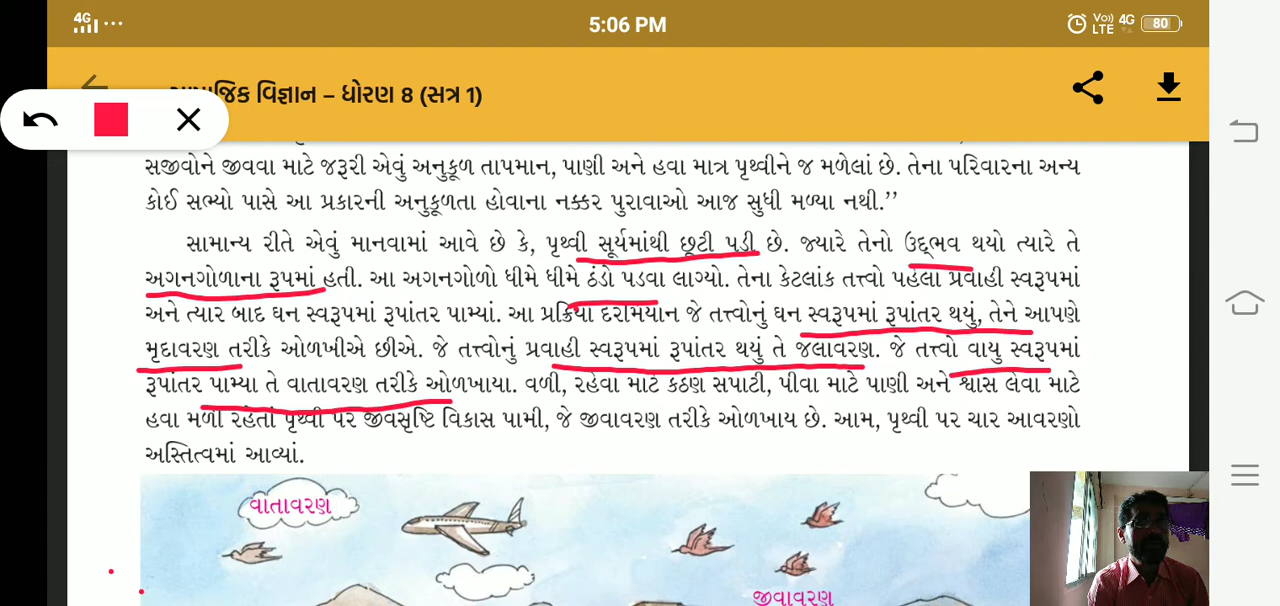 4G
5:06 PM
Vo) LTE 4G 80
વિજ્ઞાન – ધોરણ 8 (સત્ર 1)
સજીવોને જીવવા માટે જરૂરી એવું અનુકૂળ તાપમાન, પાણી અને હવા માત્ર પૃથ્વીને જ મળેલાં છે. તેના પરિવારના અન્ય
કોઈ સભ્યો પાસે આ પ્રકારની અનુકૂળતા હોવાના નક્કર પુરાવાઓ આજ સુધી મળ્યા નથી.’’
સામાન્ય રીતે એવું માનવામાં આવે છે કે, પૃથ્વી સૂર્યમાંથી છૂટી પડી છે. જ્યારે તેનો ઉદ્ભવ થયો ત્યારે તે
અગનગોળાના રૂપમાં હતી. આ અગનગોળો ધીમે ધીમે ઠંડો પડવા લાગ્યો. તેના કેટલાંક તત્ત્વો પહેલા પ્રવાહી સ્વરૂપમાં
અને ત્યાર બાદ ઘન સ્વરૂપમાં રૂપાંતર પામ્યાં. આ પ્રક્રિયા દરમિયાન જે તત્ત્વોનું ઘન સ્વરૂપમાં રૂપાંતર થયું, તેને આપણે
મૃદાવરણ તરીકે ઓળખીએ છીએ. જે તત્ત્વોનું પ્રવાહી સ્વરૂપમાં રૂપાંતર થયું તે જલાવરણ. જે તત્ત્વો વાયુ સ્વરૂપમાં
રૂપાંતર પામ્યા તે વાતાવરણ તરીકે ઓળખાયા. વળી, રહેવા માટે કઠણ સપાટી, પીવા માટે પાણી અને શ્વાસ લેવા માટે
હવા મળી રહેતાં પૃથ્વી પર જીવસૃષ્ટિ વિકાસ પામી, જે જીવાવરણ તરીકે ઓળખાય છે. આમ, પૃથ્વી પર ચાર આવરણો
અસ્તિત્વમાં આવ્યાં.
વાતાવરણ
જીવાવરણ